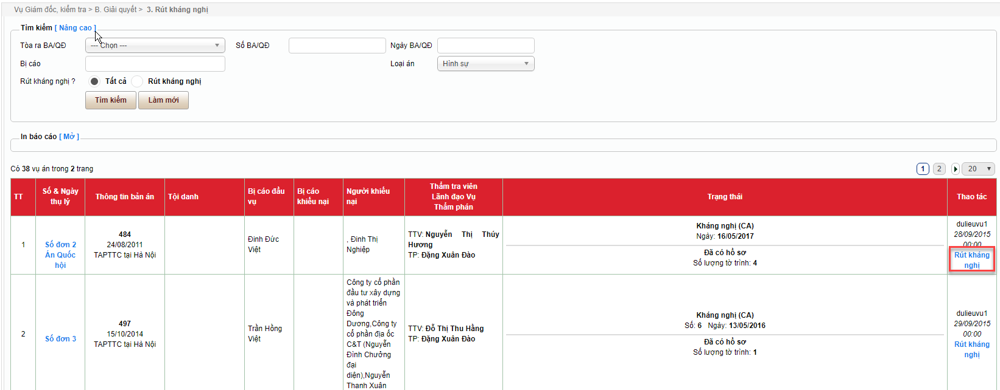 Vụ Giám đốc, kiểm tra > B. Giải quyết > 3. Rút kháng nghị
Tìm kiếm [ Nâng cao ]
Tòa ra BA/QĐ --- Chọn --- Số BA/QĐ Ngày BA/QĐ
Bị cáo Loại án Hình sự
Rút kháng nghị ? Tất cả Rút kháng nghị
Tìm kiếm Làm mới
In báo cáo [ Mở ]
Có 38 vụ án trong 2 trang 1 2 20
TT
Số & Ngày
thụ lý
Thông tin bản án
Tội danh
Bị cáo đầu
vụ
Bị cáo
khiếu nại
Người khiếu
nại
Thẩm tra viên
Lãnh đạo Vụ
Thẩm phán
Trạng thái
Thao tác
1
Số đơn 2
Án Quốc
hội
484
24/08/2011
TAPTTC tại Hà Nội
Đinh Đức
Việt
, Đinh Thị
Nghiệp
TTV: Nguyễn Thị Thúy
Hương
TP: Đặng Xuân Đào
Kháng nghị (CA)
Ngày: 16/05/2017
Đã có hồ sơ
Số lượng tờ trình: 4
dulieuvu1
28/09/2015
00:00
Rút kháng
nghị
2
Số đơn 3
497
15/10/2014
TAPTTC tại Hà Nội
Trần Hồng
Việt
Công ty cổ phần
đầu tư xây dựng
và phát triển
Đông
Dương,Công ty
cổ phần địa ốc
C&T (Nguyễn
Đình Chưởng
đại
diện),Nguyễn
Thanh Xuân
TTV: Đỗ Thị Thu Hằng
TP: Đặng Xuân Đào
Kháng nghị (CA)
Số: 6 Ngày: 13/05/2016
Đã có hồ sơ
Số lượng tờ trình: 1
dulieuvu1
29/09/2015
00:00
Rút kháng
nghị